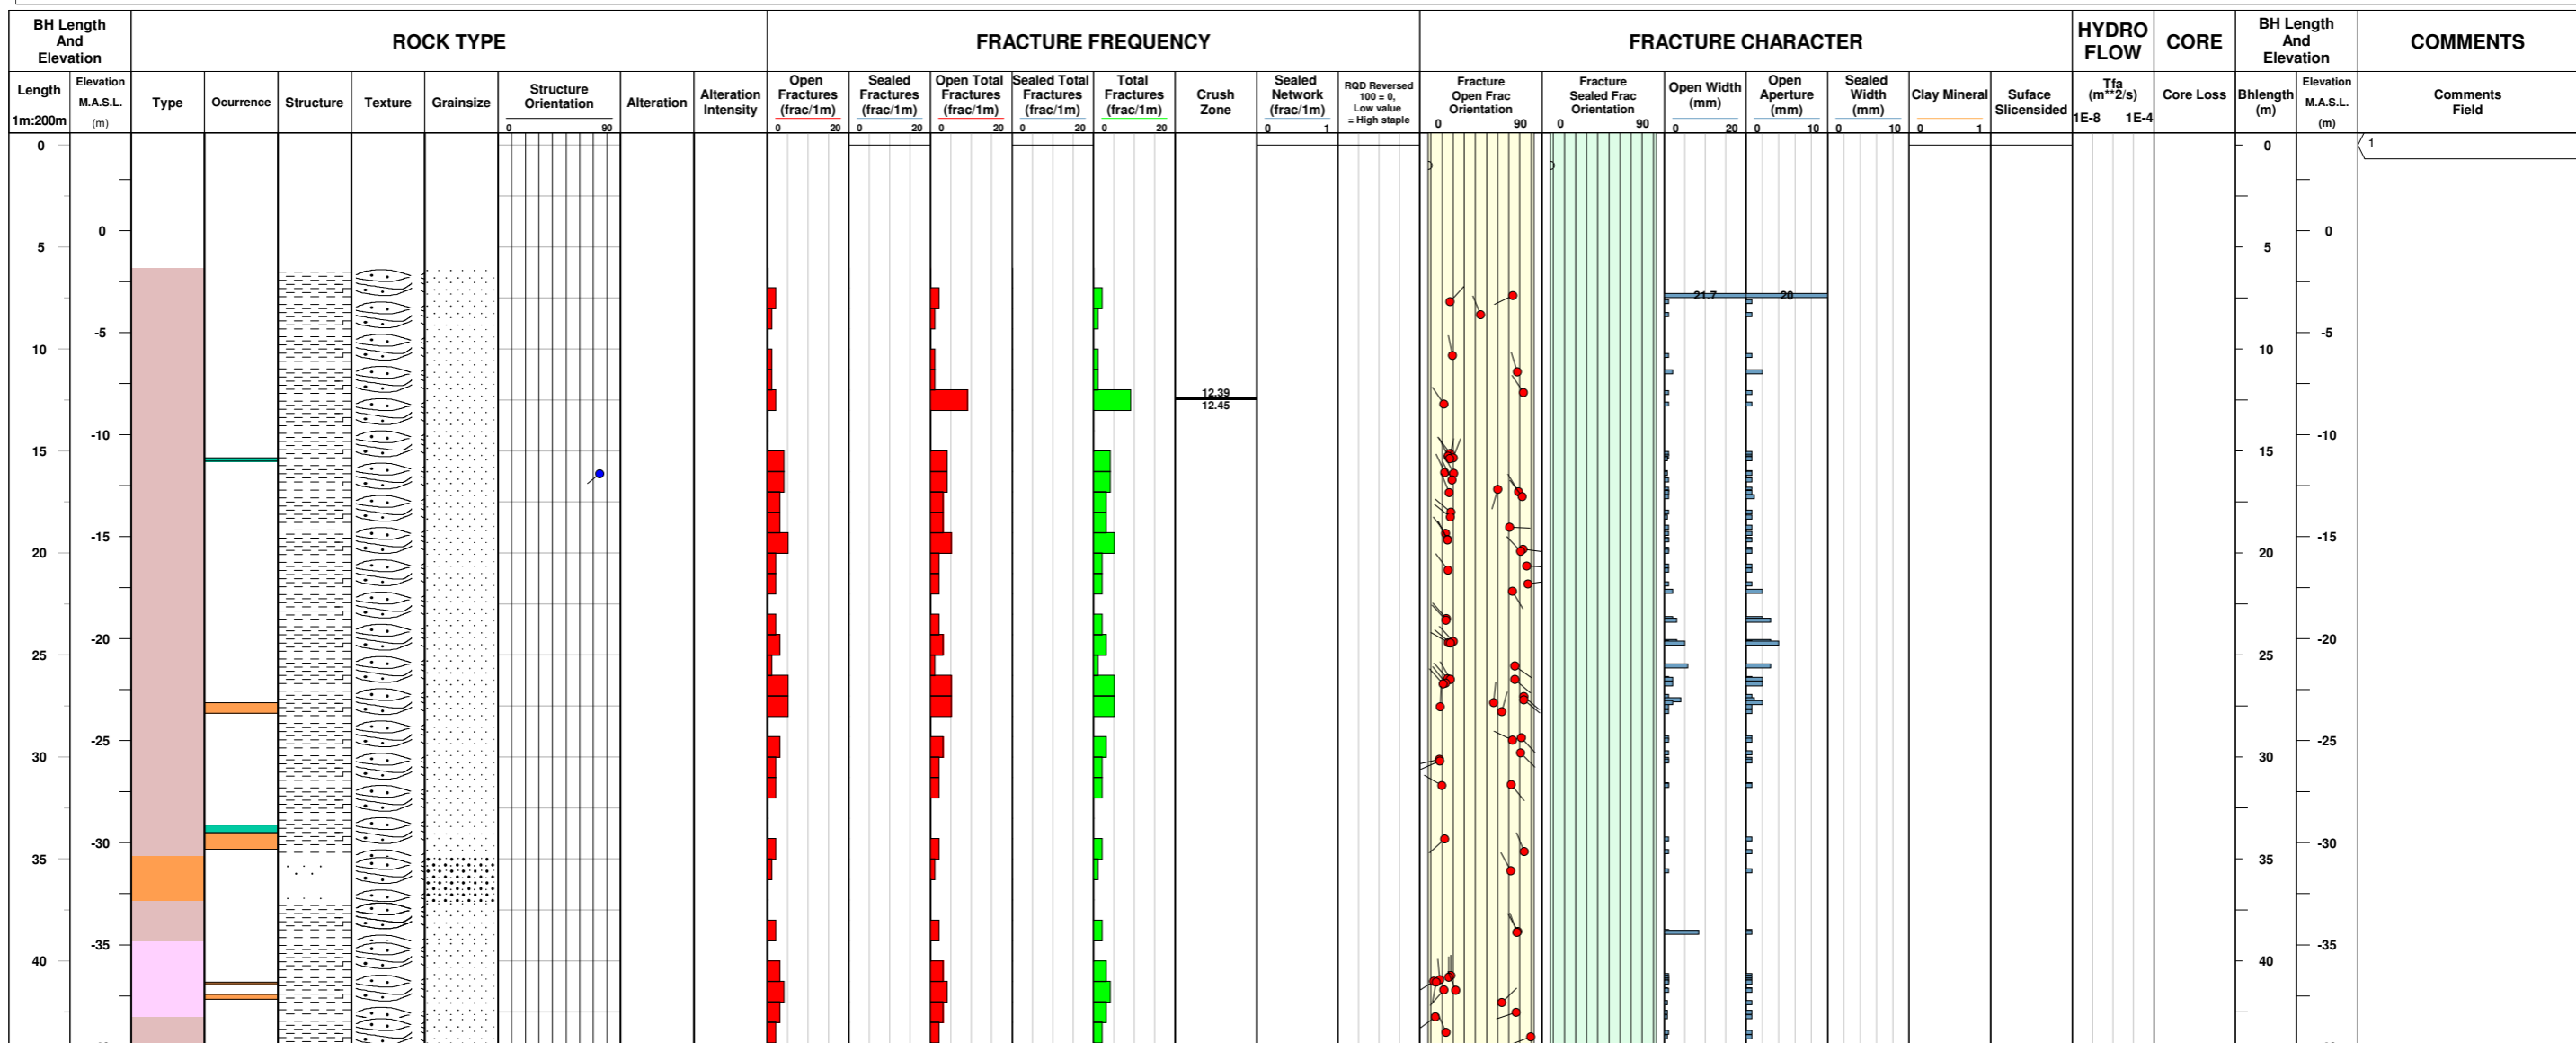 BH Length
And
Elevation
ROCK TYPE
FRACTURE FREQUENCY
FRACTURE CHARACTER
HYDRO
FLOW
CORE
BH Length
And
Elevation
COMMENTS
Length
1m:200m
Elevation
M.A.S.L.
(m)
Type
Ocurrence
Structure
Texture
Grainsize
Structure
Orientation
0 90
Alteration
Alteration
Intensity
Open
Fractures
(frac/1m)
0 20
Sealed
Fractures
(frac/1m)
0 20
Open Total
Fractures
(frac/1m)
0 20
Sealed Total
Fractures
(frac/1m)
0 20
Total
Fractures
(frac/1m)
0 20
Crush
Zone
Sealed
Network
(frac/1m)
0 1
RQD Reversed
100 = 0,
Low value
= High staple
Fracture
Open Frac
Orientation
0 90
Fracture
Sealed Frac
Orientation
0 90
Open Width
(mm)
0 20
Open
Aperture
(mm)
0 10
Sealed
Width
(mm)
0 10
Clay Mineral
0 1
Suface
Slicensided
Tfa
(m**2/s)
1E-8 1E-4
Core Loss
Bhlength
(m)
Elevation
M.A.S.L.
(m)
Comments
Field
0 0 1
0 0
5 5
21.7 20
-5 -5
10 10
12.39
12.45
-10 -10
15 15
-15 -15
20 20
-20 -20
25 25
-25 -25
30 30
-30 -30
35 35
-35 -35
40 40